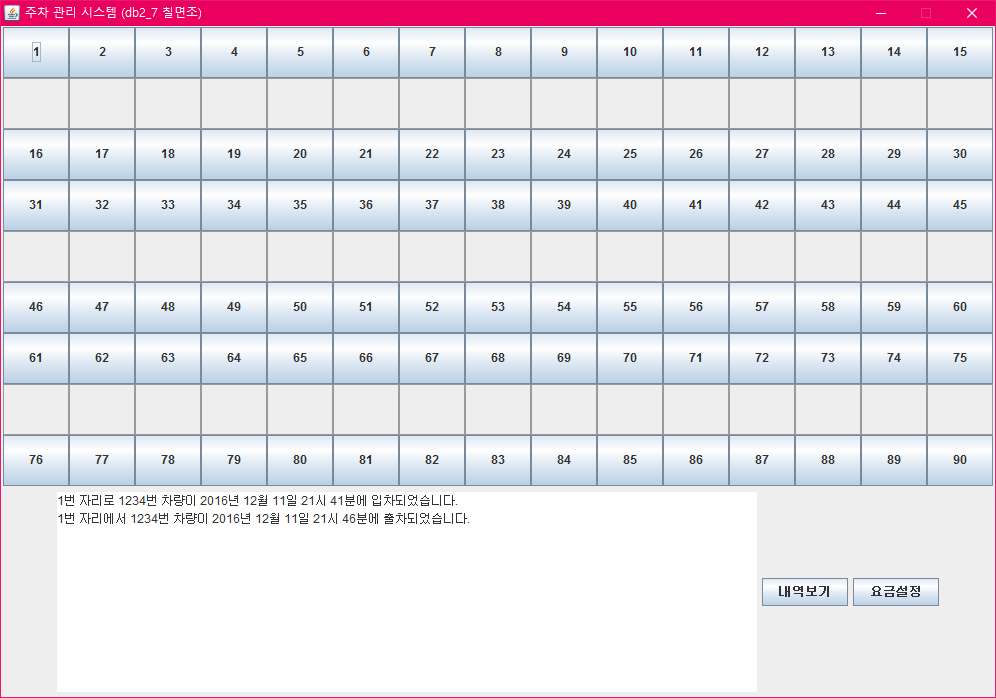 주차 관리 시스템 (db2_7 칠면조)
1 2 3 4 5 6 7 8 9 10 11 12 13 14 15
16 17 18 19 20 21 22 23 24 25 26 27 28 29 30
31 32 33 34 35 36 37 38 39 40 41 42 43 44 45
46 47 48 49 50 51 52 53 54 55 56 57 58 59 60
61 62 63 64 65 66 67 68 69 70 71 72 73 74 75
76 77 78 79 80 81 82 83 84 85 86 87 88 89 90
1번 자리로 1234번 차량이 2016년 12월 11일 21시 41분에 입차되었습니다.
1번 자리에서 1234번 차량이 2016년 12월 11일 21시 46분에 출차되었습니다.
내역보기 요금설정